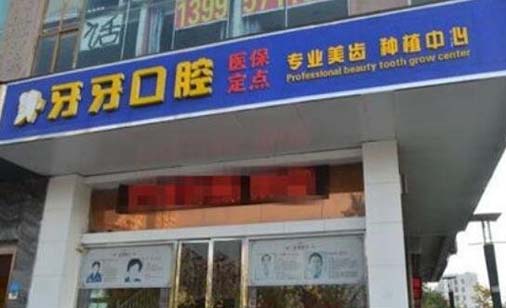 话
牙牙口腔
医保
定点
专业美齿 种植中心
Professional beauty tooth grow center